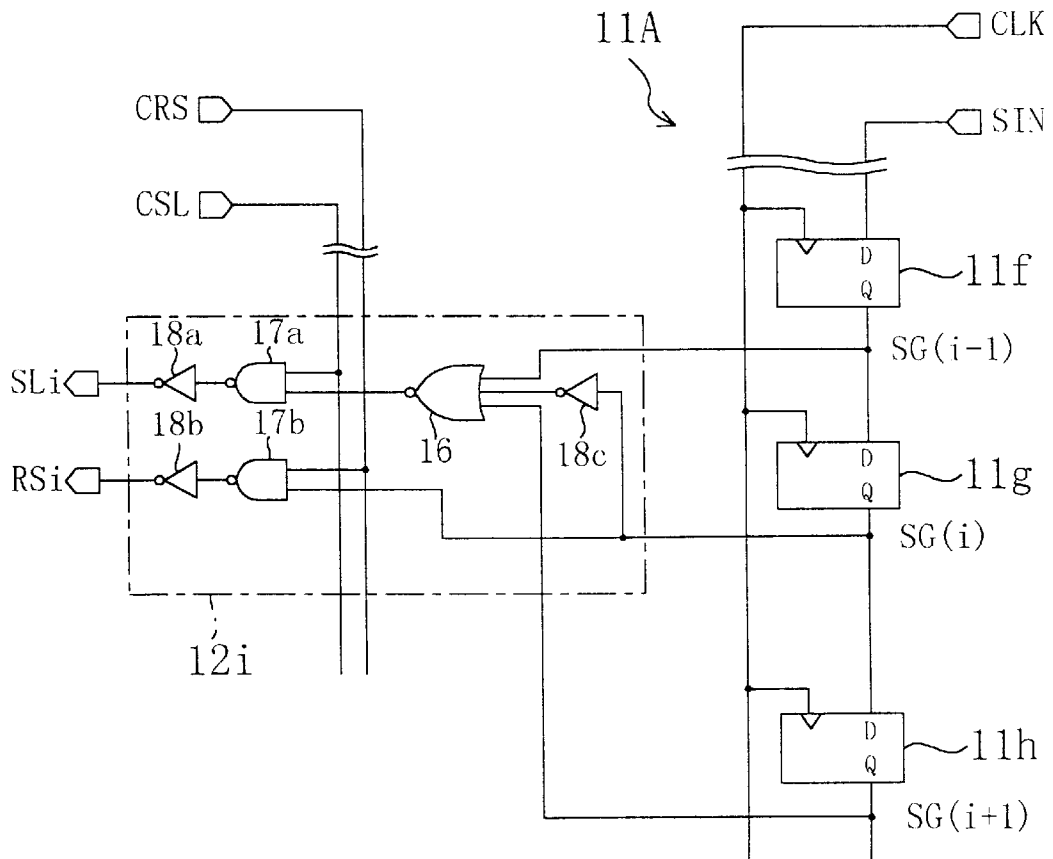 11A
CLK
CRS
SIN
CSL
D
Q
11f
18a
17a
SG(i-1)
SLi
18b
17b
16
18c
RSi
D
Q
11g
SG(i)
12i
D
Q
11h
SG(i+1)